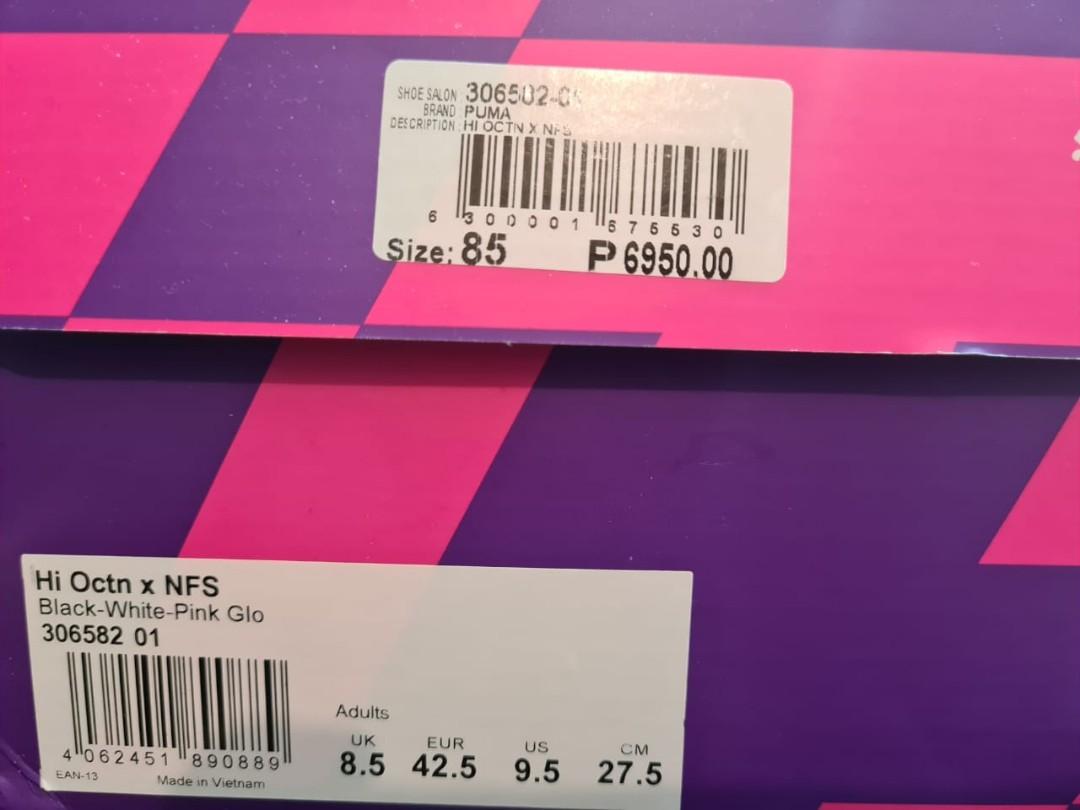 SHOE SALON 306582-0
BRAND PUMA
DESCRIPTION: HI OCTN X NFS
6 300001 675530
Size: 85 P 6950.00
Hi Octn x NFS
Black-White-Pink Glo
306582 01
4 062451 890889
EAN-13 Made in Vietnam
Adults
UK EUR US CM
8.5 42.5 9.5 27.5